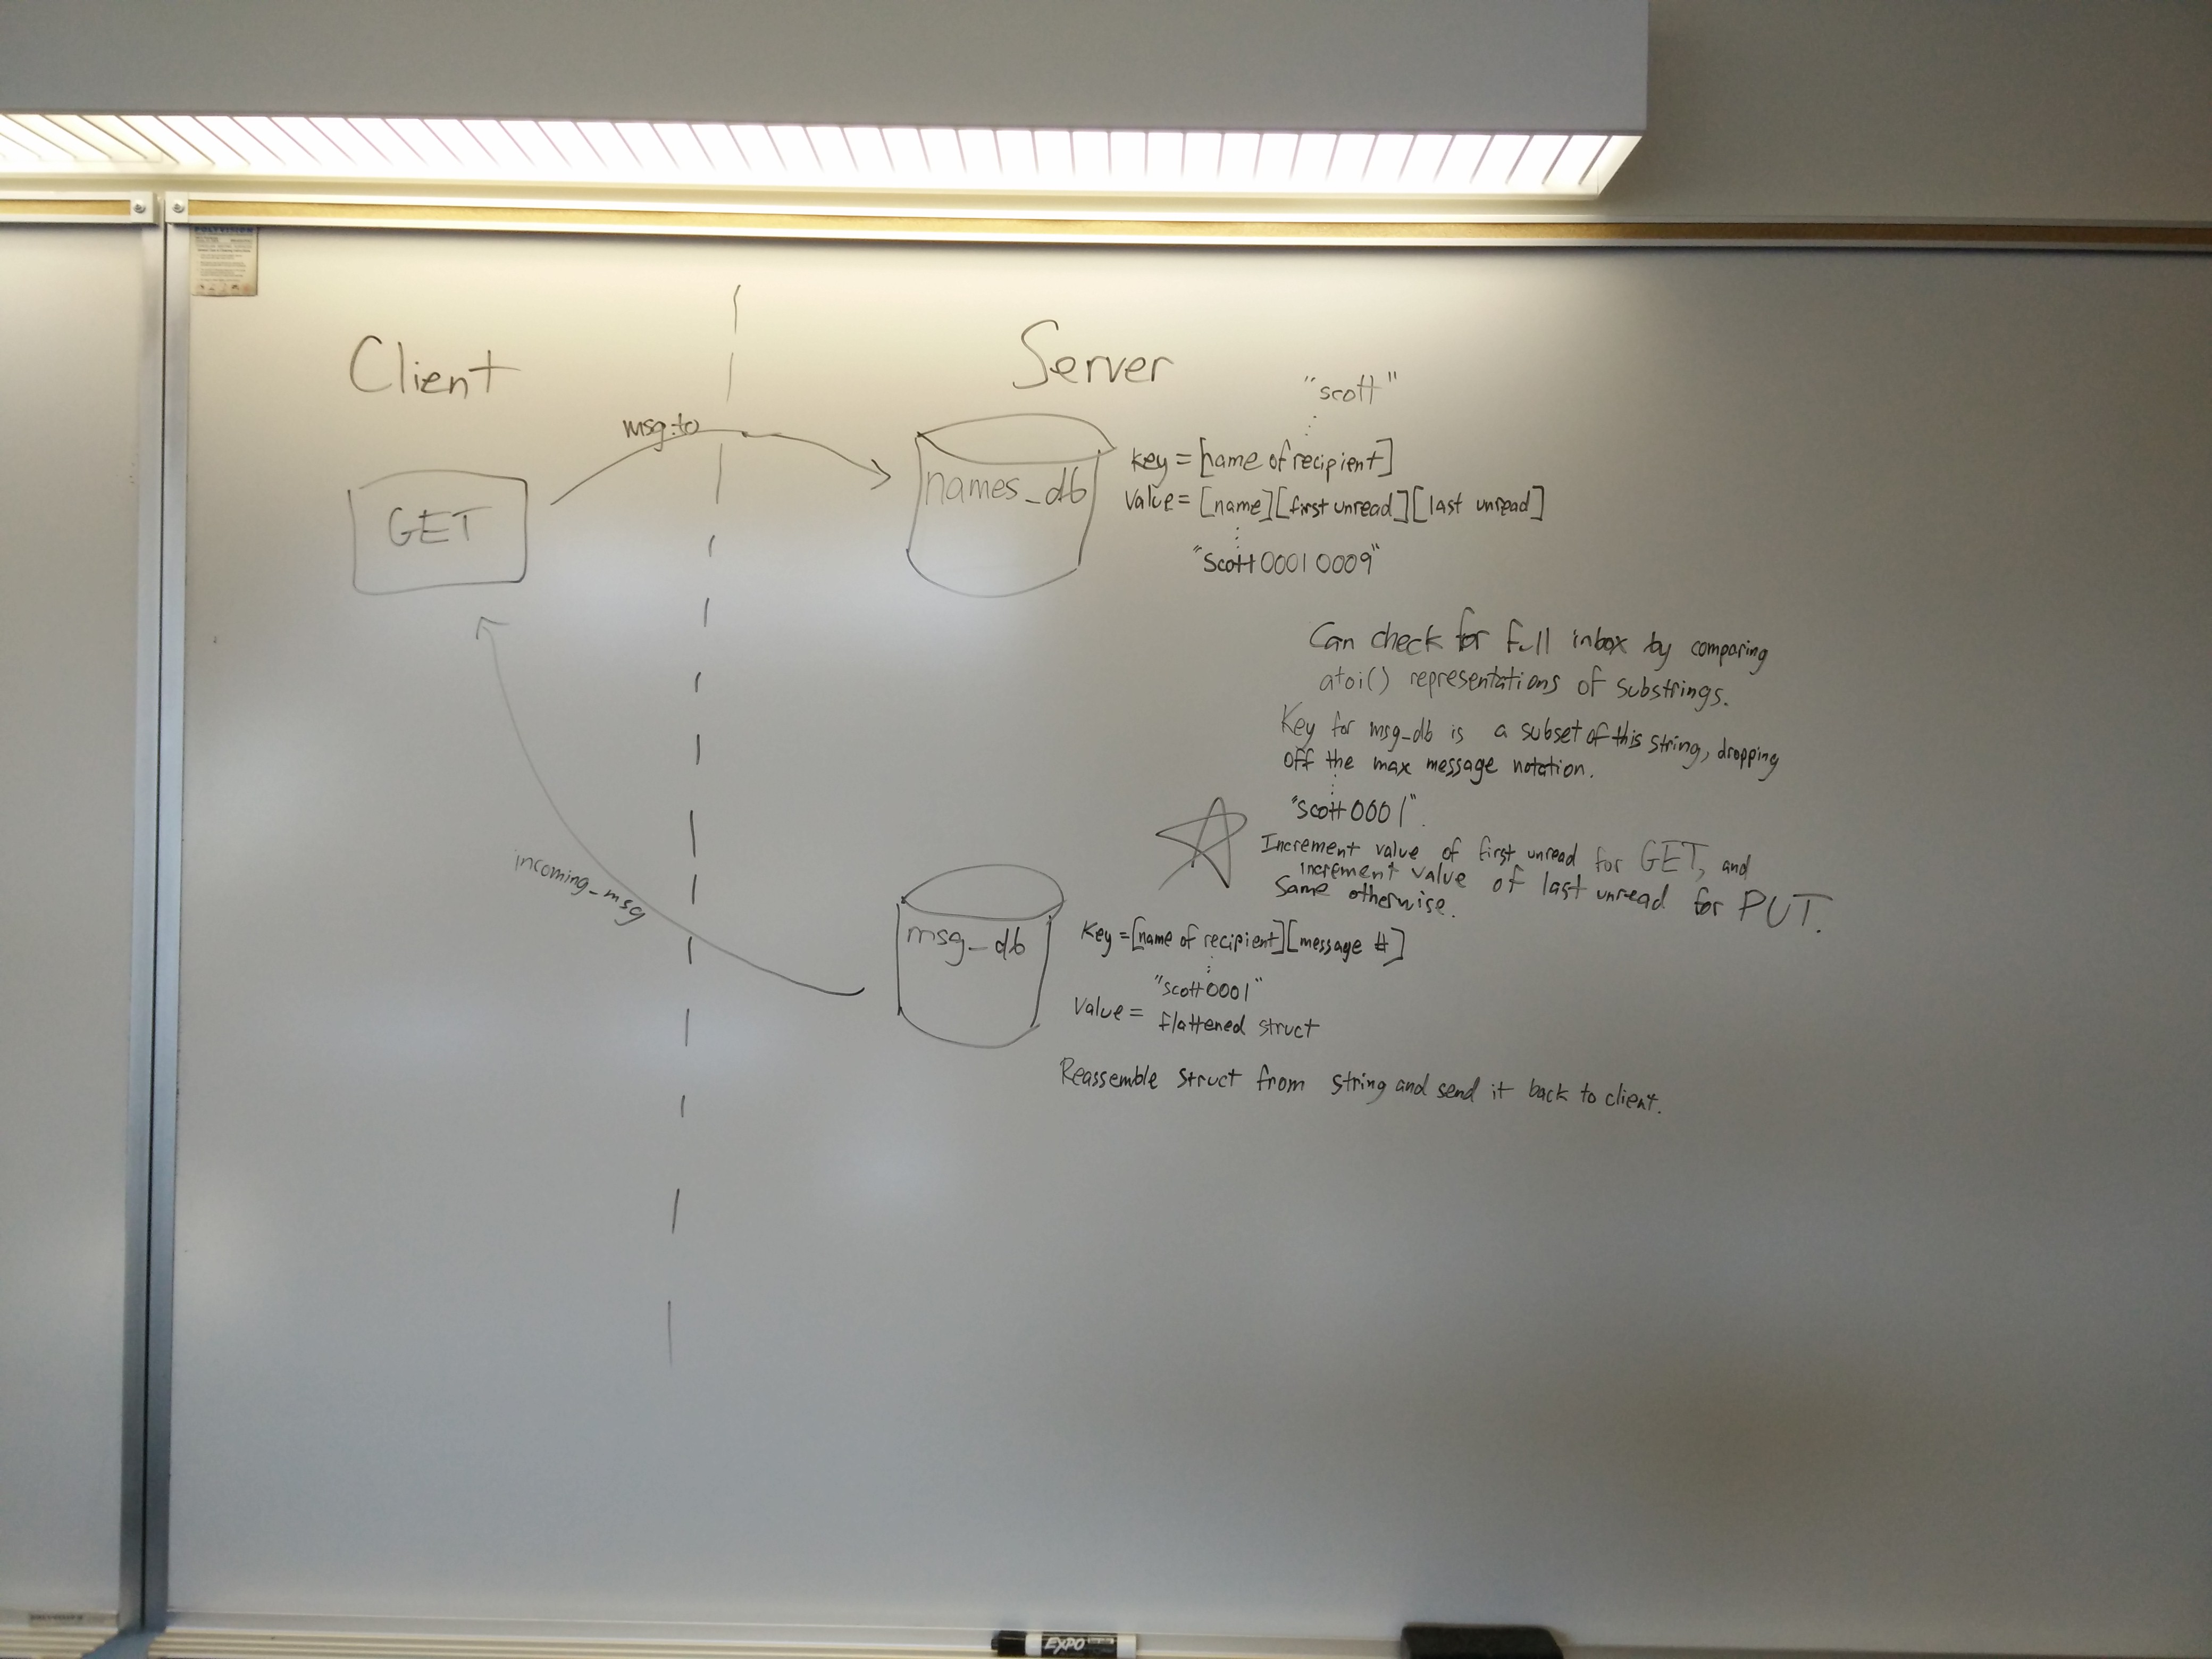 POLYVISION
Client
Server
"scott"
msg.to
GET
names_db
Key = [name of recipient]
Value = [name][first unread][last unread]
"Scott00010009"
Can check for full inbox by comparing
atoi() representations of substrings.
Key for msg_db is a subset of this string, dropping
off the max message notation.
"scott0001".
Increment value of first unread for GET, and
increment value of last unread for PUT.
Same otherwise.
incoming_msg
msg_db
Key = [name of recipient][message #]
"scott0001"
Value = flattened struct
Reassemble struct from string and send it back to client.
EXPO